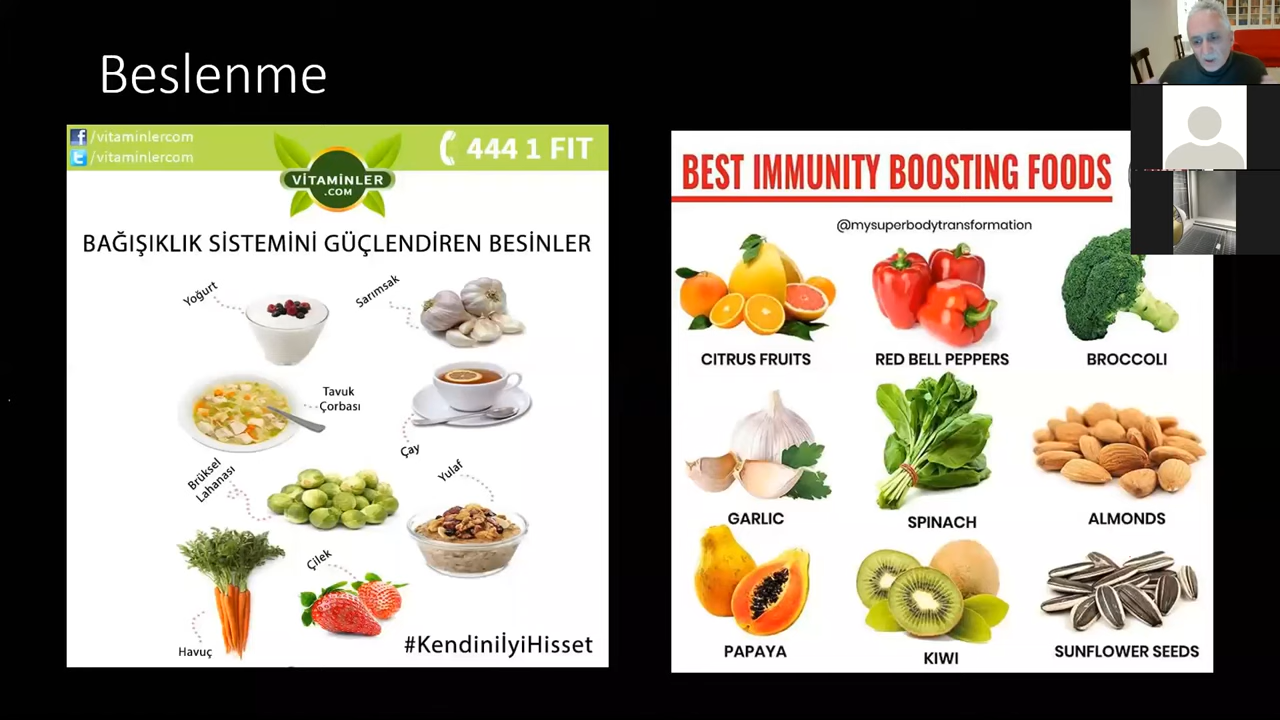 Beslenme
/vitaminlercom
/vitaminlercom
VİTAMİNLER
.COM
444 1 FIT
BAĞIŞIKLIK SİSTEMİNİ GÜÇLENDİREN BESİNLER
Yoğurt
Sarımsak
Tavuk
Çorbası
Çay
Brüksel
Lahanası
Yulaf
Çilek
Havuç
#KendiniİyiHisset
BEST IMMUNITY BOOSTING FOODS
@mysuperbodytransformation
CITRUS FRUITS
RED BELL PEPPERS
BROCCOLI
GARLIC
SPINACH
ALMONDS
PAPAYA
KIWI
SUNFLOWER SEEDS